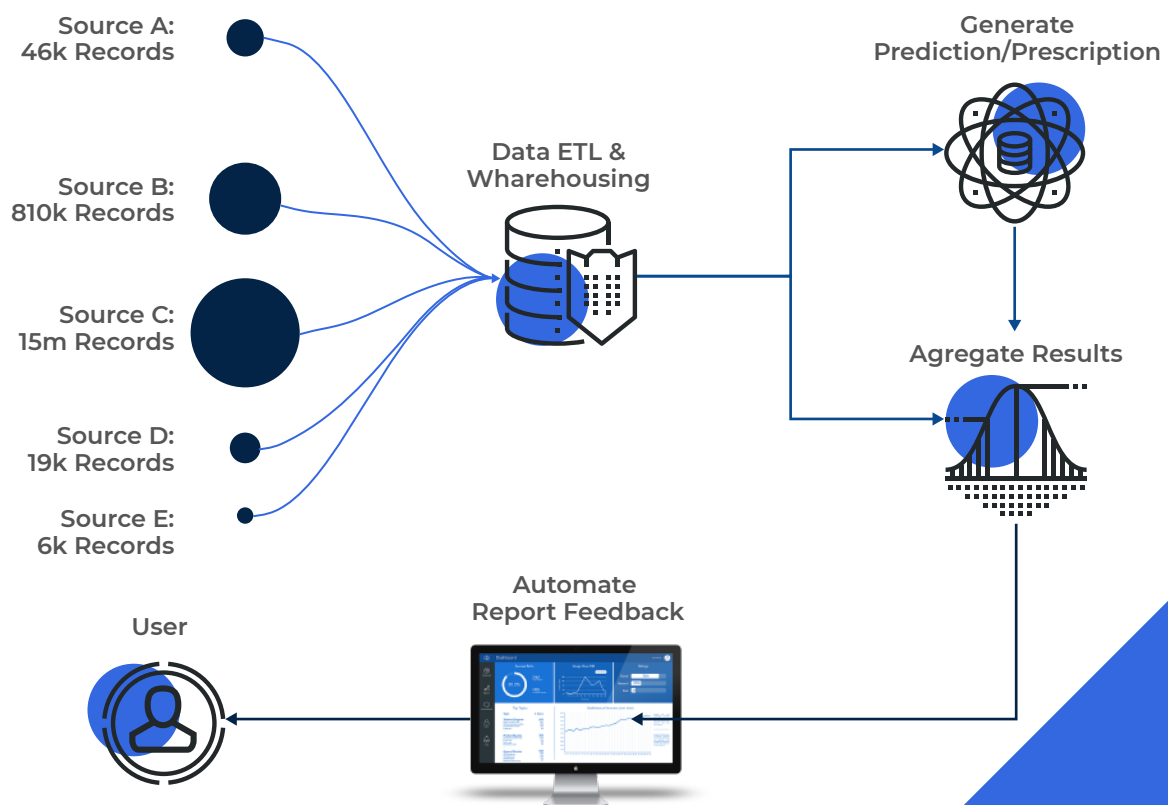 Source A:
46k Records
Source B:
810k Records
Source C:
15m Records
Source D:
19k Records
Source E:
6k Records
Data ETL &
Wharehousing
Generate
Prediction/Prescription
Agregate Results
Automate
Report Feedback
User